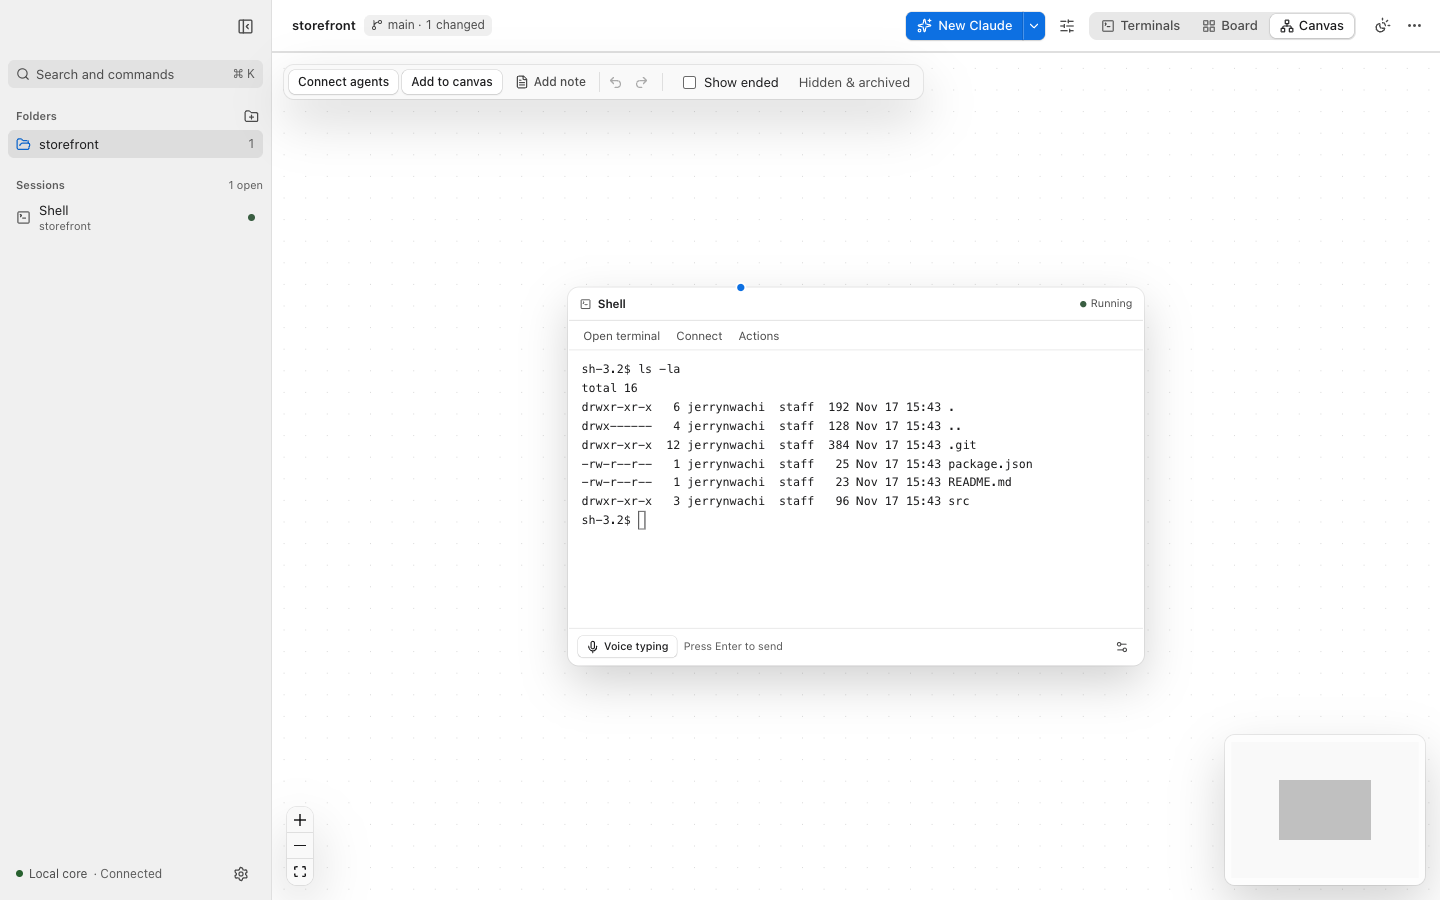 storefront
main · 1 changed
New Claude
Terminals
Board
Canvas
Search and commands
⌘ K
Connect agents
Add to canvas
Add note
Show ended
Hidden & archived
Folders
storefront
1
Sessions
1 open
Shell
storefront
Shell
Running
Open terminal
Connect
Actions
sh-3.2$ ls -la
total 16
drwxr-xr-x   6 jerrynwachi  staff  192 Nov 17 15:43 .
drwx------   4 jerrynwachi  staff  128 Nov 17 15:43 ..
drwxr-xr-x  12 jerrynwachi  staff  384 Nov 17 15:43 .git
-rw-r--r--   1 jerrynwachi  staff   25 Nov 17 15:43 package.json
-rw-r--r--   1 jerrynwachi  staff   23 Nov 17 15:43 README.md
drwxr-xr-x   3 jerrynwachi  staff   96 Nov 17 15:43 src
sh-3.2$
Voice typing
Press Enter to send
Local core · Connected